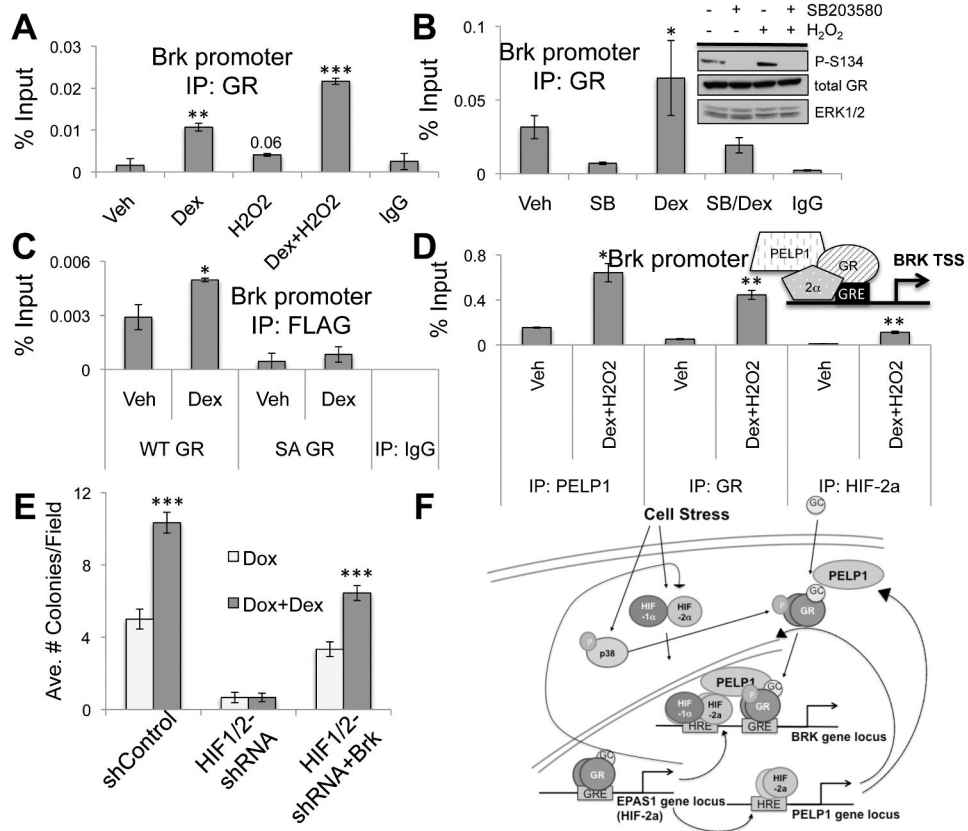 A
Brk promoter
IP: GR
% Input
0.03
0.02
0.01
0
**
0.06
***
Veh
Dex
H2O2
Dex+H2O2
IgG
B
Brk promoter
IP: GR
% Input
0.1
0.05
0
*
Veh
SB
Dex
SB/Dex
IgG
- + - + SB203580
- - + + H₂O₂
P-S134
total GR
ERK1/2
C
Brk promoter
IP: FLAG
% Input
0.006
0.003
0
*
Veh
Dex
Veh
Dex
WT GR
SA GR
IP: IgG
D
Brk promoter
% Input
0.8
0.4
0
*
**
**
PELP1
GR
2α
GRE
BRK TSS
Veh
Dex+H2O2
Veh
Dex+H2O2
Veh
Dex+H2O2
IP: PELP1
IP: GR
IP: HIF-2a
E
Ave. # Colonies/Field
12
8
4
0
***
***
Dox
Dox+Dex
shControl
HIF1/2-
shRNA
HIF1/2-
shRNA+Brk
F
Cell Stress
GC
PELP1
GC
P
GR
HIF
-1α
HIF
-2α
P
p38
PELP1
GC
P
HIF
-1α
HIF
-2a
GR
HRE
GRE
BRK gene locus
GC
GR
GRE
EPAS1 gene locus
(HIF-2a)
HIF
-2a
HRE
PELP1 gene locus